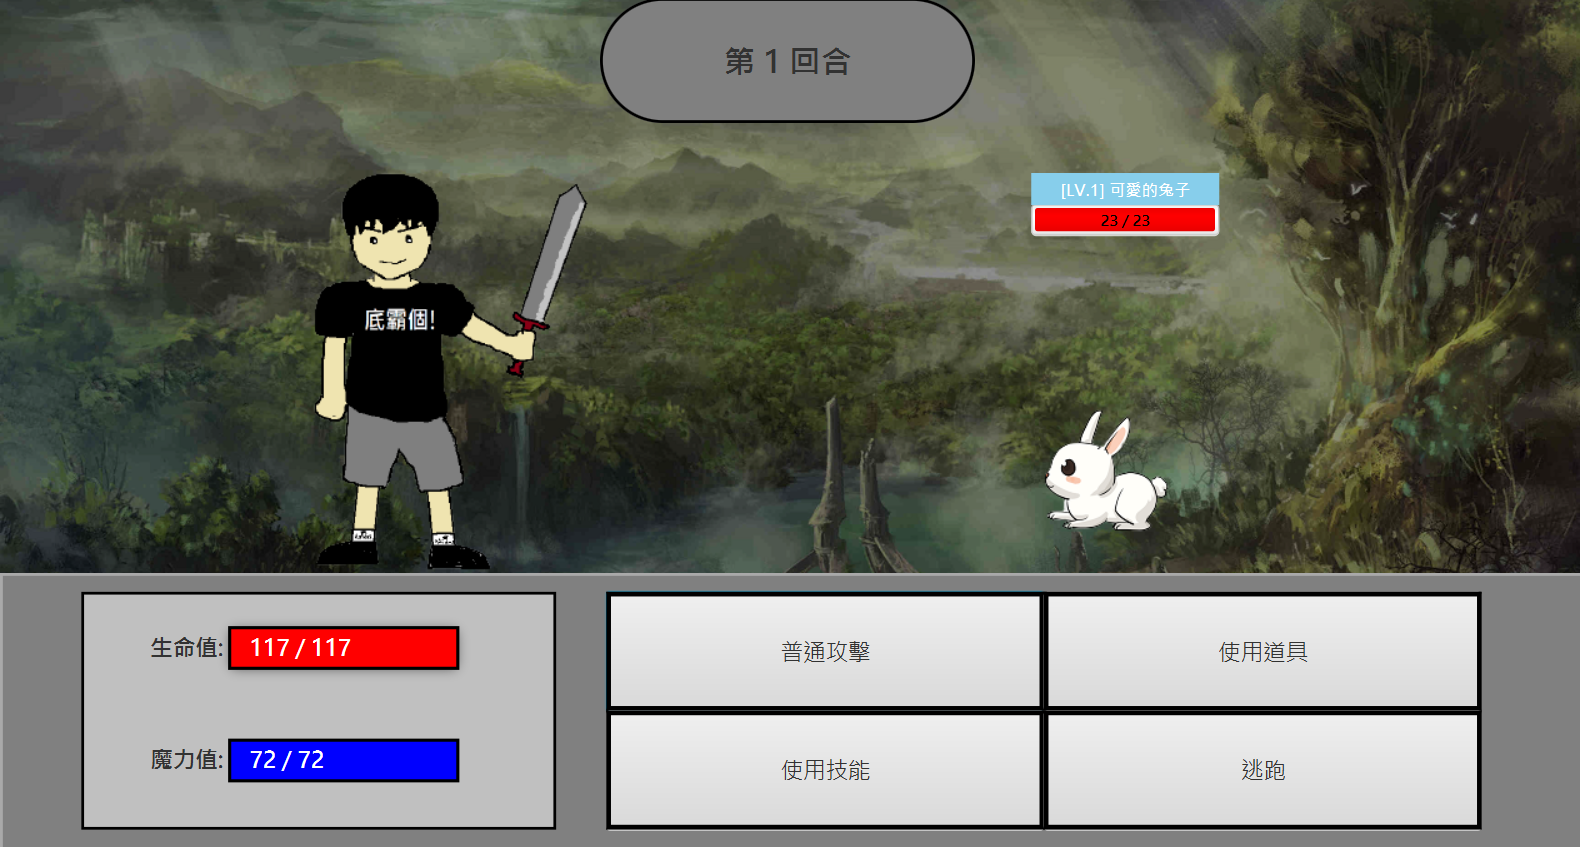 第 1 回合
[LV.1] 可愛的兔子
23 / 23
底霸個!
生命值: 117 / 117
魔力值: 72 / 72
普通攻擊
使用道具
使用技能
逃跑